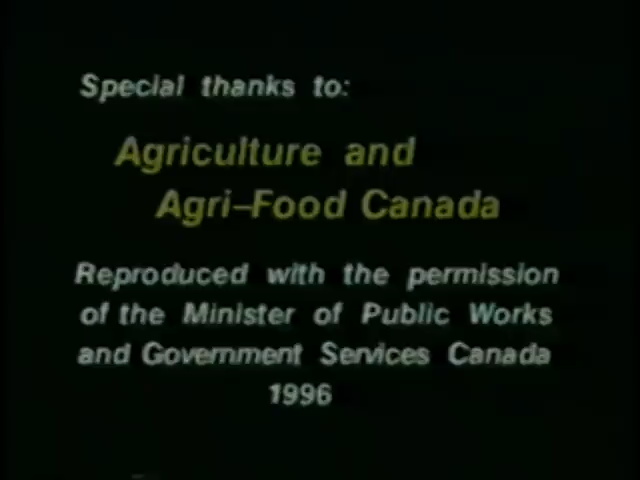 Special thanks to:
Agriculture and
Agri-Food Canada
Reproduced with the permission
of the Minister of Public Works
and Government Services Canada
1996